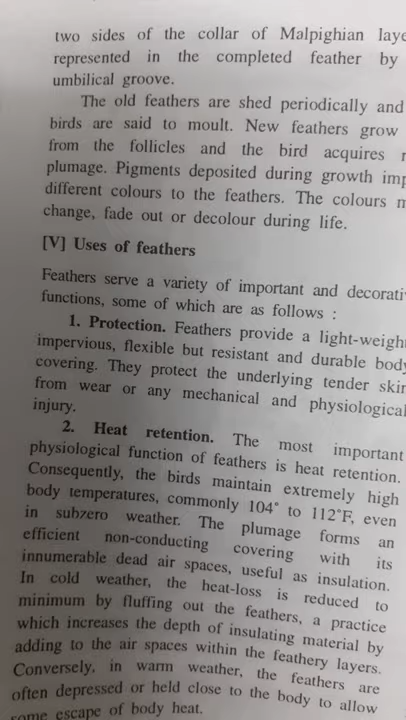 two sides of the collar of Malpighian
represented in the completed feather by
umbilical groove.
The old feathers are shed periodically and
birds are said to moult. New feathers grow
from the follicles and the bird acquires
plumage. Pigments deposited during growth
different colours to the feathers. The colours
change, fade out or decolour during life.
[V] Uses of feathers
Feathers serve a variety of important and
functions, some of which are as follows :
1. Protection. Feathers provide a
impervious, flexible but resistant and durable
covering. They protect the underlying tender
from wear or any mechanical and physiological
injury.
2. Heat retention. The most important
physiological function of feathers is heat retention.
Consequently, the birds maintain extremely high
body temperatures, commonly 104° to 112°F, even
in subzero weather. The plumage forms an
efficient non-conducting covering with its
innumerable dead air spaces, useful as insulation.
In cold weather, the heat-loss is reduced to
minimum by fluffing out the feathers, a practice
which increases the depth of insulating material by
adding to the air spaces within the feathery layers.
Conversely, in warm weather, the feathers are
often depressed or held close to the body to allow
some escape of body heat.